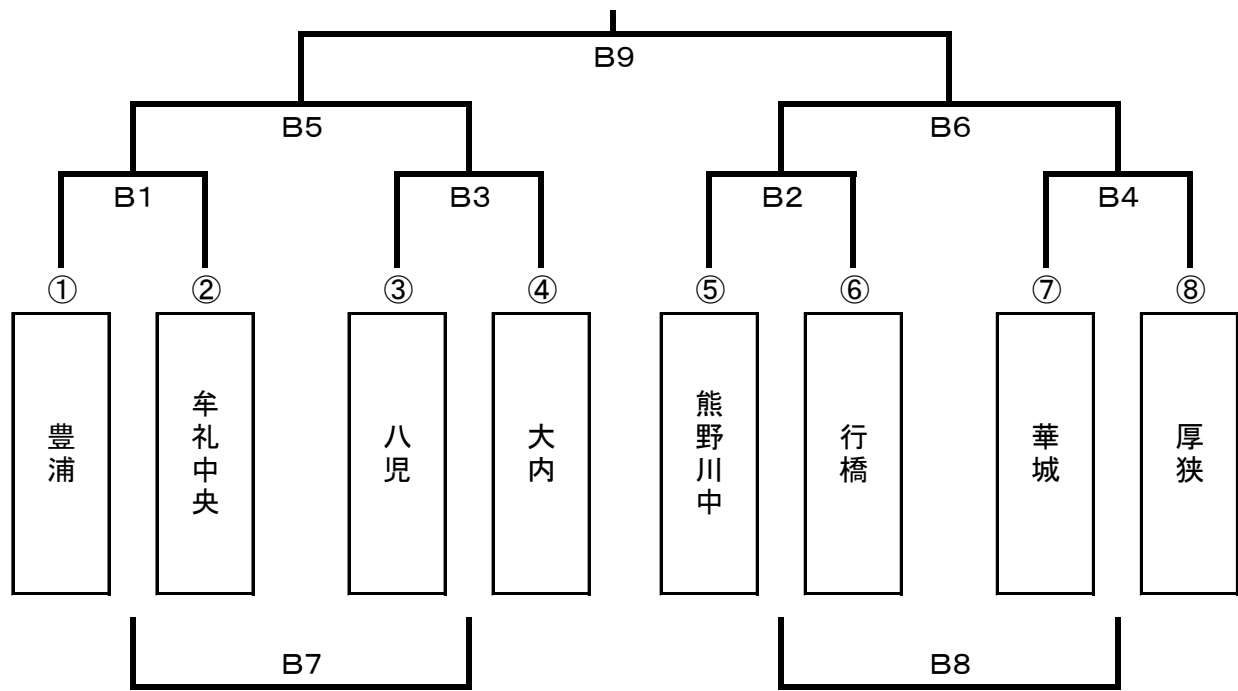 B9
B5
B6
B1
B3
B2
B4
①
②
③
④
⑤
⑥
⑦
⑧
豊浦
牟礼中央
八児
大内
熊野川中
行橋
華城
厚狭
B7
B8